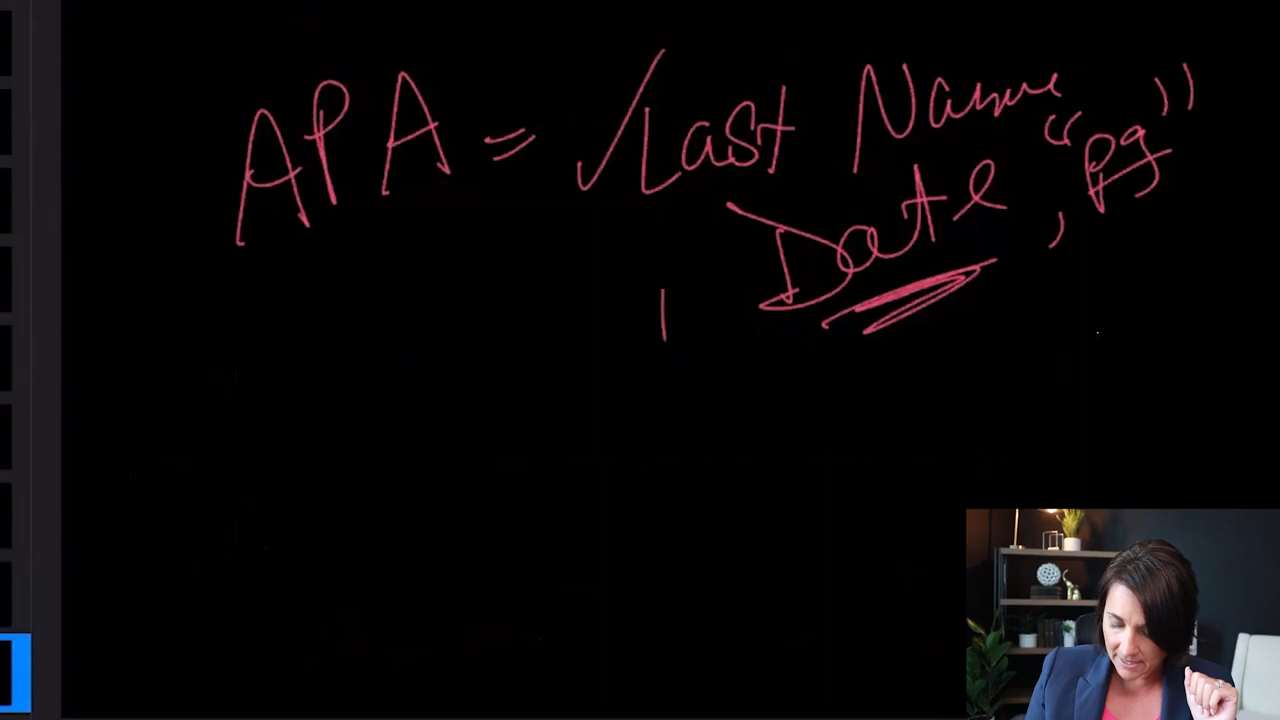 APA = ✓Last Name
Date, "pg"